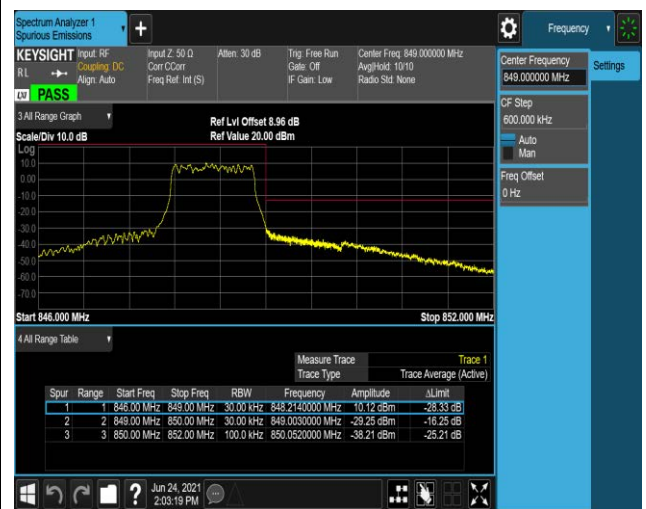 Spectrum Analyzer 1
Spurious Emissions
Frequency
KEYSIGHT
RL
Input: RF
Coupling: DC
Align: Auto
Input Z: 50 Ω
Corr CCorr
Freq Ref: Int (S)
Atten: 30 dB
Trig: Free Run
Gate: Off
IF Gain: Low
Center Freq: 849.000000 MHz
Avg|Hold: 10/10
Radio Std: None
LXI PASS
Center Frequency
849.000000 MHz
Settings
CF Step
600.000 kHz
Auto
Man
Freq Offset
0 Hz
3 All Range Graph
Scale/Div 10.0 dB
Ref Lvl Offset 8.96 dB
Ref Value 20.00 dBm
Log
10.0
0.00
-10.0
-20.0
-30.0
-40.0
-50.0
-60.0
-70.0
Start 846.000 MHz
Stop 852.000 MHz
4 All Range Table
Measure Trace Trace 1
Trace Type Trace Average (Active)
Spur Range Start Freq Stop Freq RBW Frequency Amplitude ΔLimit
1 1 846.00 MHz 849.00 MHz 30.00 kHz 848.2140000 MHz 10.12 dBm -28.33 dB
2 2 849.00 MHz 850.00 MHz 30.00 kHz 849.0030000 MHz -29.25 dBm -16.25 dB
3 3 850.00 MHz 852.00 MHz 100.0 kHz 850.0520000 MHz -38.21 dBm -25.21 dB
?
Jun 24, 2021
2:03:19 PM